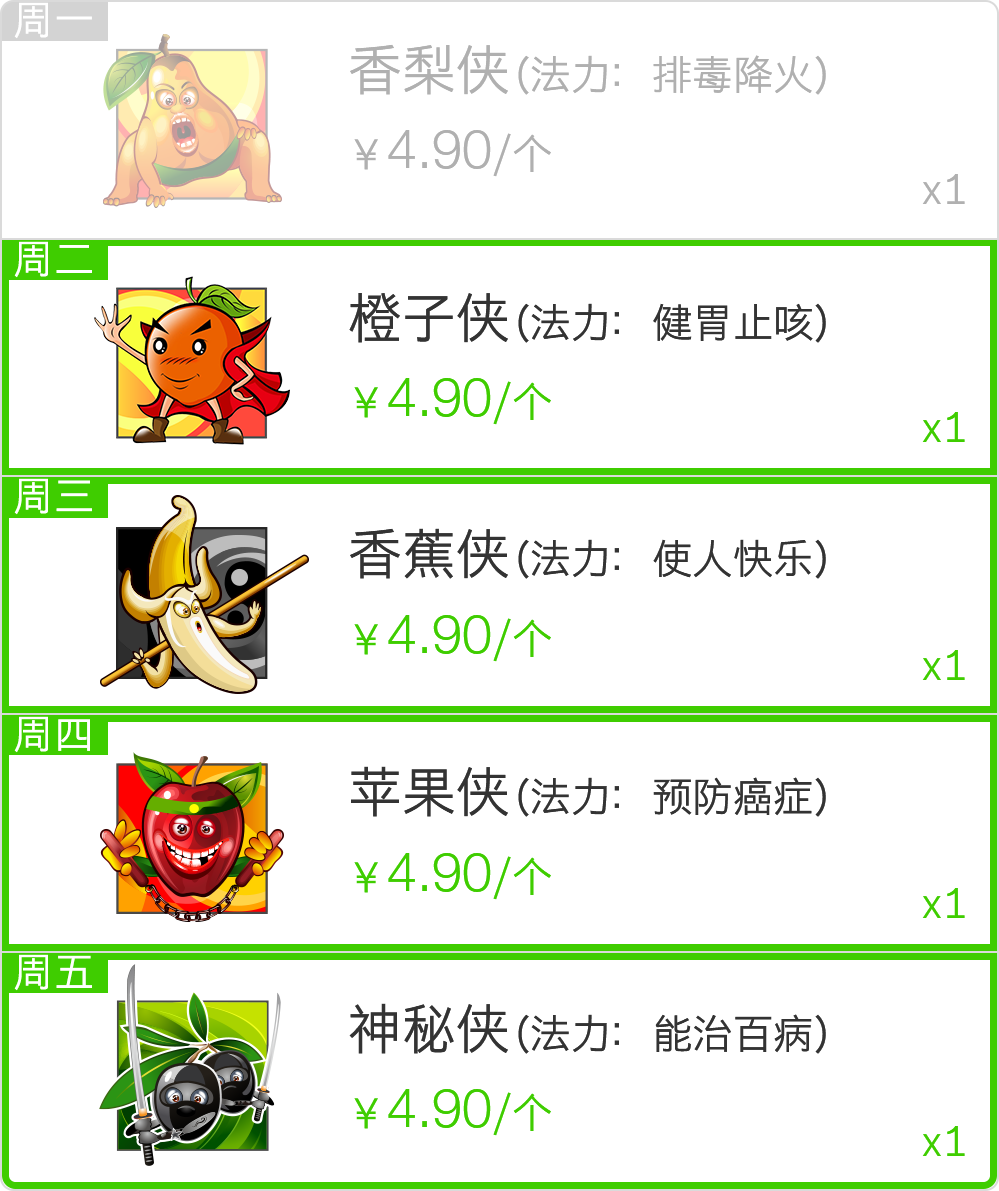 周一
香梨侠(法力：排毒降火)
￥4.90/个
x1
周二
橙子侠(法力：健胃止咳)
￥4.90/个
x1
周三
香蕉侠(法力：使人快乐)
￥4.90/个
x1
周四
苹果侠(法力：预防癌症)
￥4.90/个
x1
周五
神秘侠(法力：能治百病)
￥4.90/个
x1